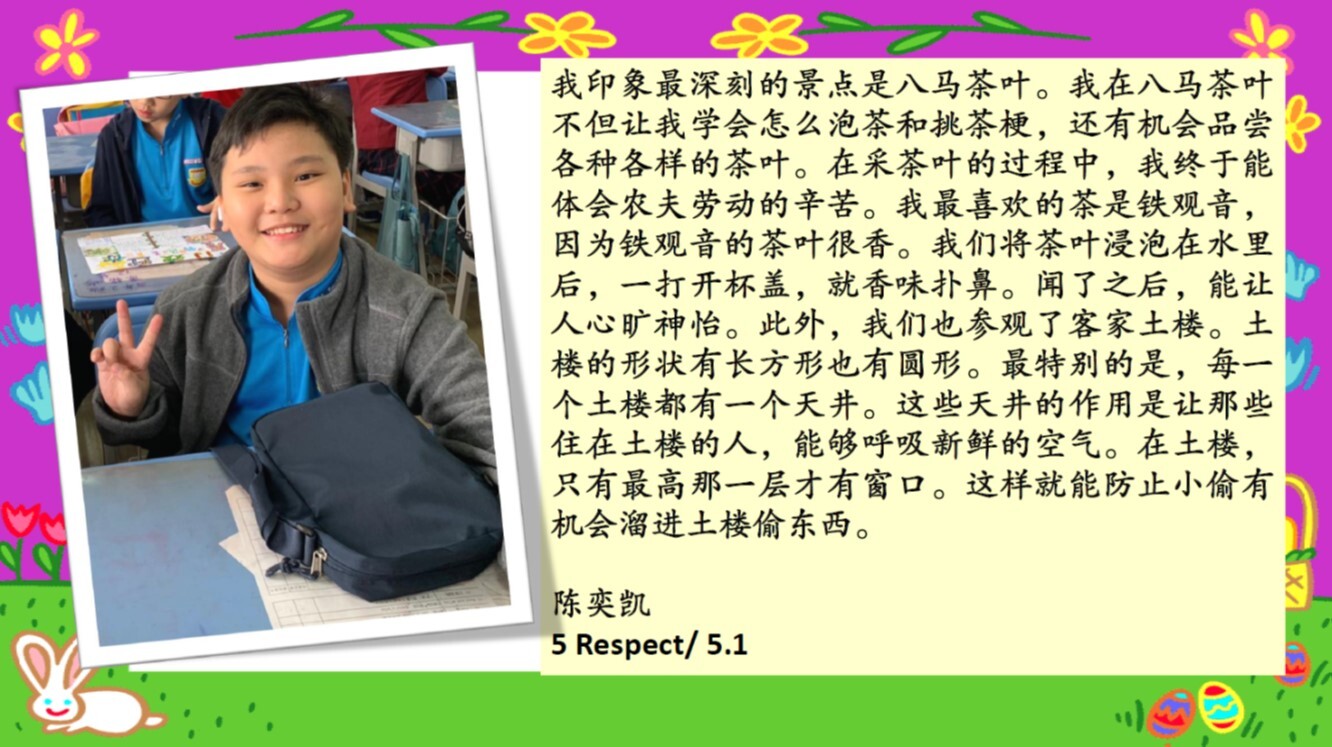 我印象最深刻的景点是八马茶叶。我在八马茶叶
不但让我学会怎么泡茶和挑茶梗，还有机会品尝
各种各样的茶叶。在采茶叶的过程中，我终于能
体会农夫劳动的辛苦。我最喜欢的茶是铁观音，
因为铁观音的茶叶很香。我们将茶叶浸泡在水里
后，一打开杯盖，就香味扑鼻。闻了之后，能让
人心旷神怡。此外，我们也参观了客家土楼。土
楼的形状有长方形也有圆形。最特别的是，每一
个土楼都有一个天井。这些天井的作用是让那些
住在土楼的人，能够呼吸新鲜的空气。在土楼，
只有最高那一层才有窗口。这样就能防止小偷有
机会溜进土楼偷东西。
陈奕凯
5 Respect/ 5.1